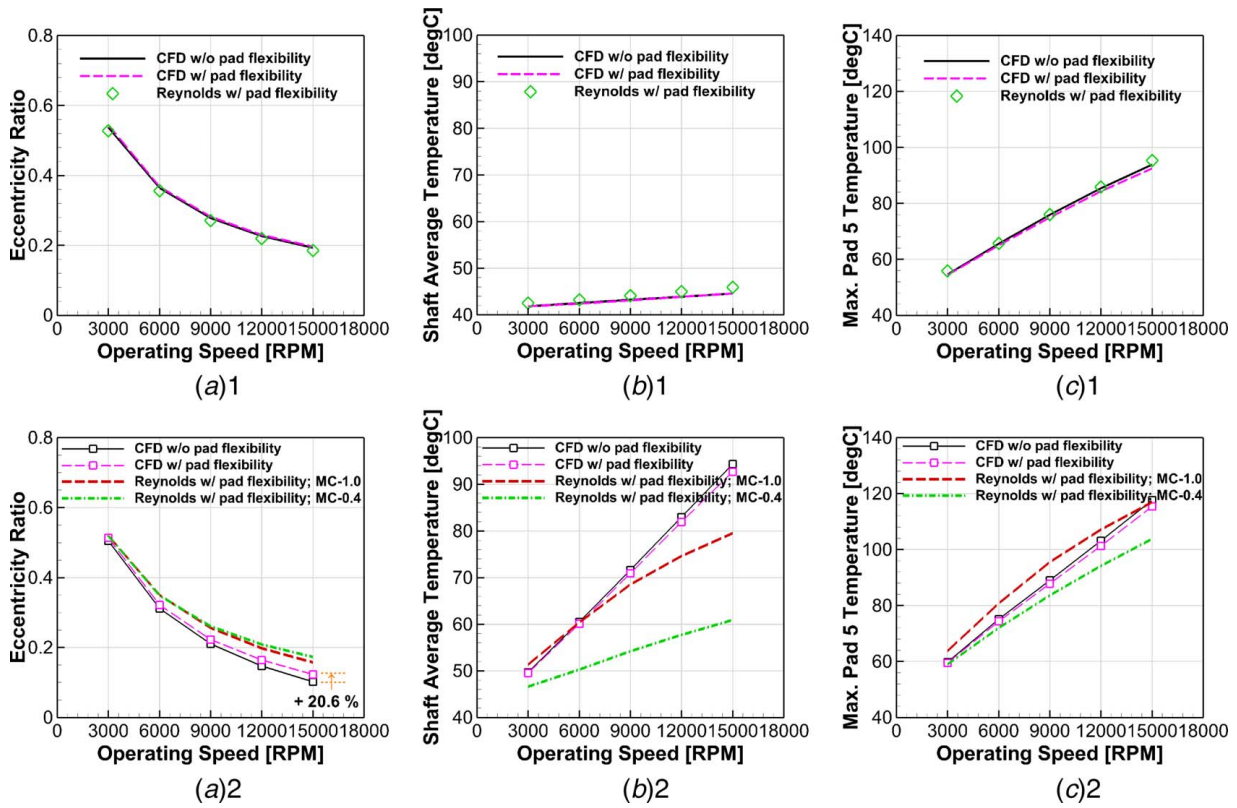 0.8
0.6
0.4
0.2
0
Eccentricity Ratio
CFD w/o pad flexibility
CFD w/ pad flexibility
Reynolds w/ pad flexibility
0 3000 6000 9000 12000 15000 18000
Operating Speed [RPM]
(a)1
100
90
80
70
60
50
40
Shaft Average Temperature [degC]
CFD w/o pad flexibility
CFD w/ pad flexibility
Reynolds w/ pad flexibility
0 3000 6000 9000 12000 15000 18000
Operating Speed [RPM]
(b)1
140
120
100
80
60
40
Max. Pad 5 Temperature [degC]
CFD w/o pad flexibility
CFD w/ pad flexibility
Reynolds w/ pad flexibility
0 3000 6000 9000 12000 15000 18000
Operating Speed [RPM]
(c)1
0.8
0.6
0.4
0.2
0
Eccentricity Ratio
CFD w/o pad flexibility
CFD w/ pad flexibility
Reynolds w/ pad flexibility; MC-1.0
Reynolds w/ pad flexibility; MC-0.4
+ 20.6 %
0 3000 6000 9000 12000 15000 18000
Operating Speed [RPM]
(a)2
100
90
80
70
60
50
40
Shaft Average Temperature [degC]
CFD w/o pad flexibility
CFD w/ pad flexibility
Reynolds w/ pad flexibility; MC-1.0
Reynolds w/ pad flexibility; MC-0.4
0 3000 6000 9000 12000 15000 18000
Operating Speed [RPM]
(b)2
140
120
100
80
60
40
Max. Pad 5 Temperature [degC]
CFD w/o pad flexibility
CFD w/ pad flexibility
Reynolds w/ pad flexibility; MC-1.0
Reynolds w/ pad flexibility; MC-0.4
0 3000 6000 9000 12000 15000 18000
Operating Speed [RPM]
(c)2